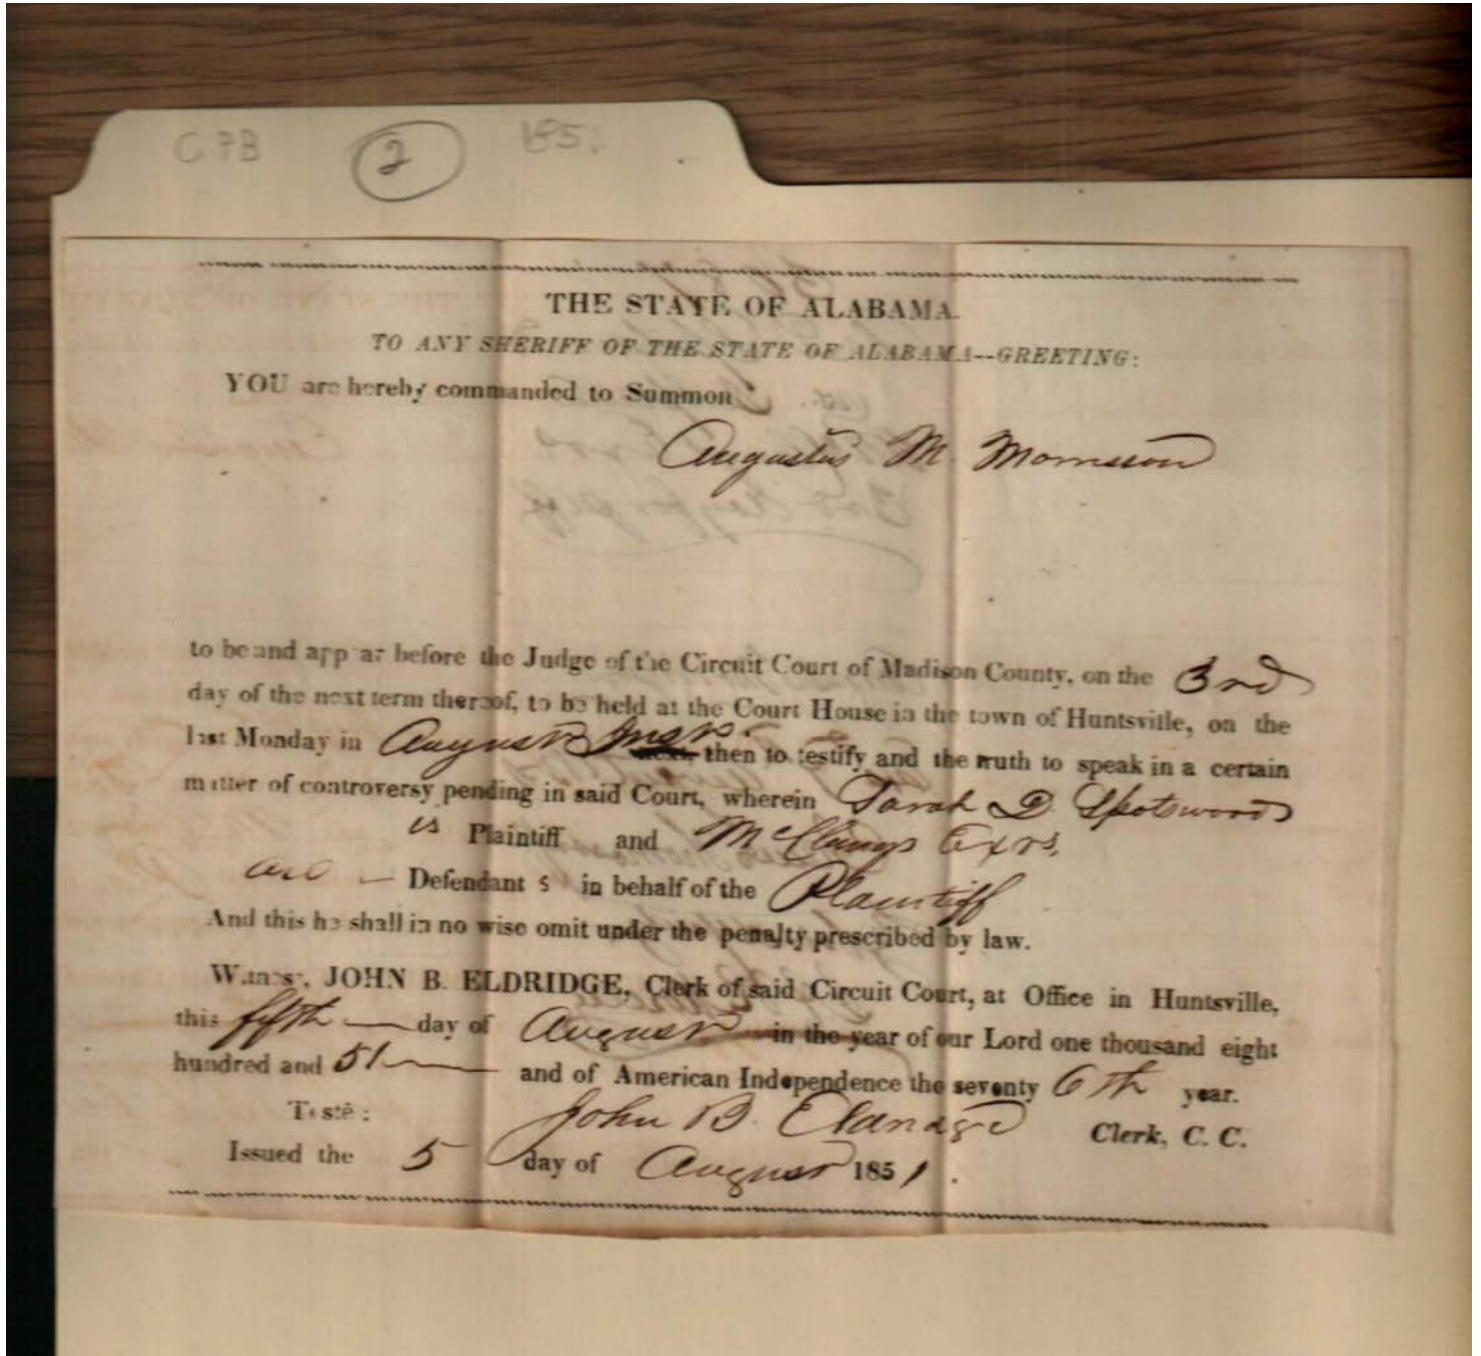 CPB 2 185
THE STATE OF ALABAMA.
TO ANY SHERIFF OF THE STATE OF ALABAMA--GREETING:
YOU are hereby commanded to Summon
Augustus M. Morrison
to be and appear before the Judge of the Circuit Court of Madison County, on the 3rd
day of the next term thereof, to be held at the Court House in the town of Huntsville, on the
last Monday in August Inst. next, then to testify and the truth to speak in a certain
matter of controversy pending in said Court, wherein Sarah D. Spotswood
is Plaintiff and McClungs Exrs.
are — Defendant s in behalf of the Plaintiff
And this he shall in no wise omit under the penalty prescribed by law.
Witness, JOHN B. ELDRIDGE, Clerk of said Circuit Court, at Office in Huntsville,
this fifth — day of August in the year of our Lord one thousand eight
hundred and 51 — and of American Independence the seventy 6th year.
Teste: John B. Eldridge Clerk, C. C.
Issued the 5 day of August 1851.